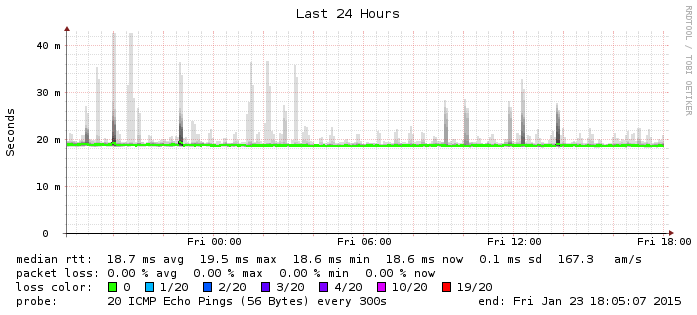 Last 24 Hours
RRDTOOL / TOBI OETIKER
Seconds
40 m
30 m
20 m
10 m
0
Fri 00:00 Fri 06:00 Fri 12:00 Fri 18:00
median rtt: 18.7 ms avg 19.5 ms max 18.6 ms min 18.6 ms now 0.1 ms sd 167.3 am/s
packet loss: 0.00 % avg 0.00 % max 0.00 % min 0.00 % now
loss color: 0 1/20 2/20 3/20 4/20 10/20 19/20
probe: 20 ICMP Echo Pings (56 Bytes) every 300s end: Fri Jan 23 18:05:07 2015